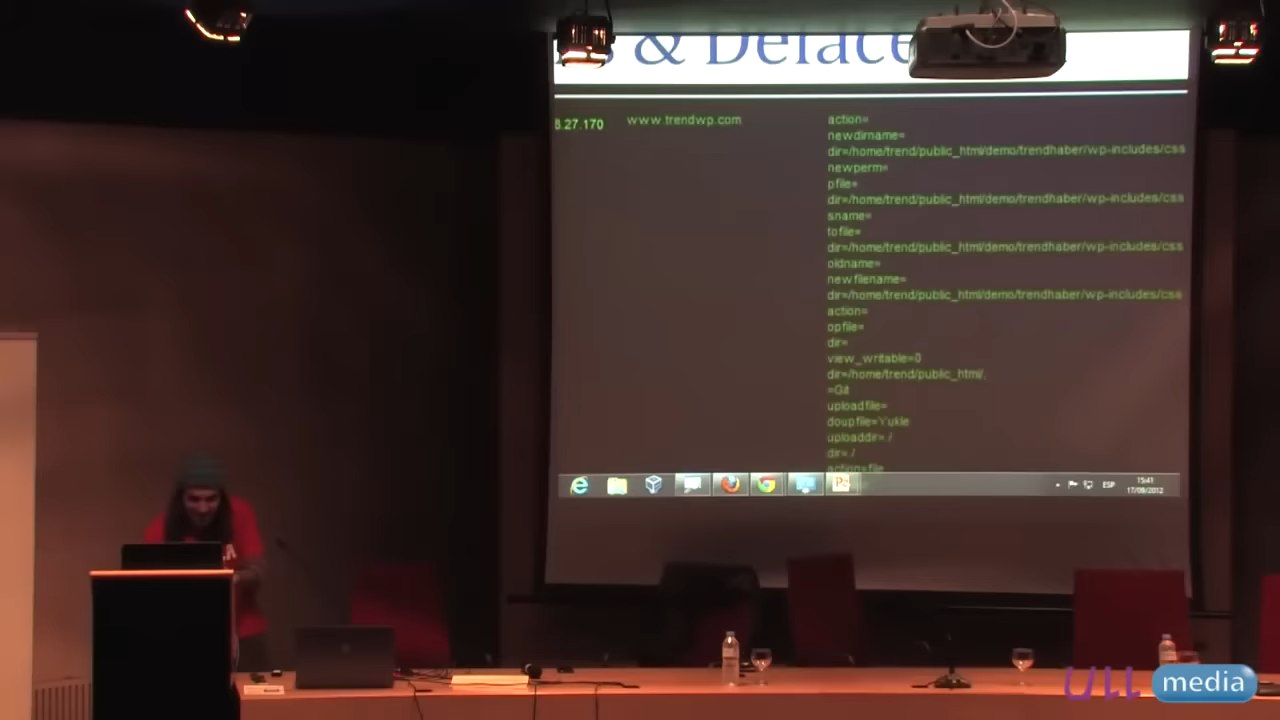 & Deface
8.27.170
www.trendwp.com
action=
newdirname=
dir=/home/trend/public_html/demo/trendhaber/wp-includes/css
newperm=
pfile=
dir=/home/trend/public_html/demo/trendhaber/wp-includes/css
sname=
tofile=
dir=/home/trend/public_html/demo/trendhaber/wp-includes/css
oldname=
newfilename=
dir=/home/trend/public_html/demo/trendhaber/wp-includes/css
action=
opfile=
dir=
view_writable=0
dir=/home/trend/public_html/.
=Git
uploadfile=
doupfile=Yukle
uploaddir= /
dir= /
action=file
ESP
15:41
17/09/2012
ULL media